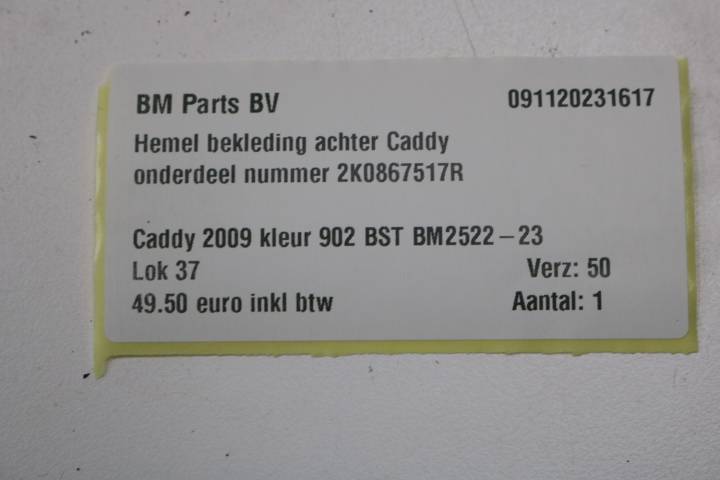 BM Parts BV 091120231617
Hemel bekleding achter Caddy
onderdeel nummer 2K0867517R
Caddy 2009 kleur 902 BST BM2522-23
Lok 37 Verz: 50
49.50 euro inkl btw Aantal: 1